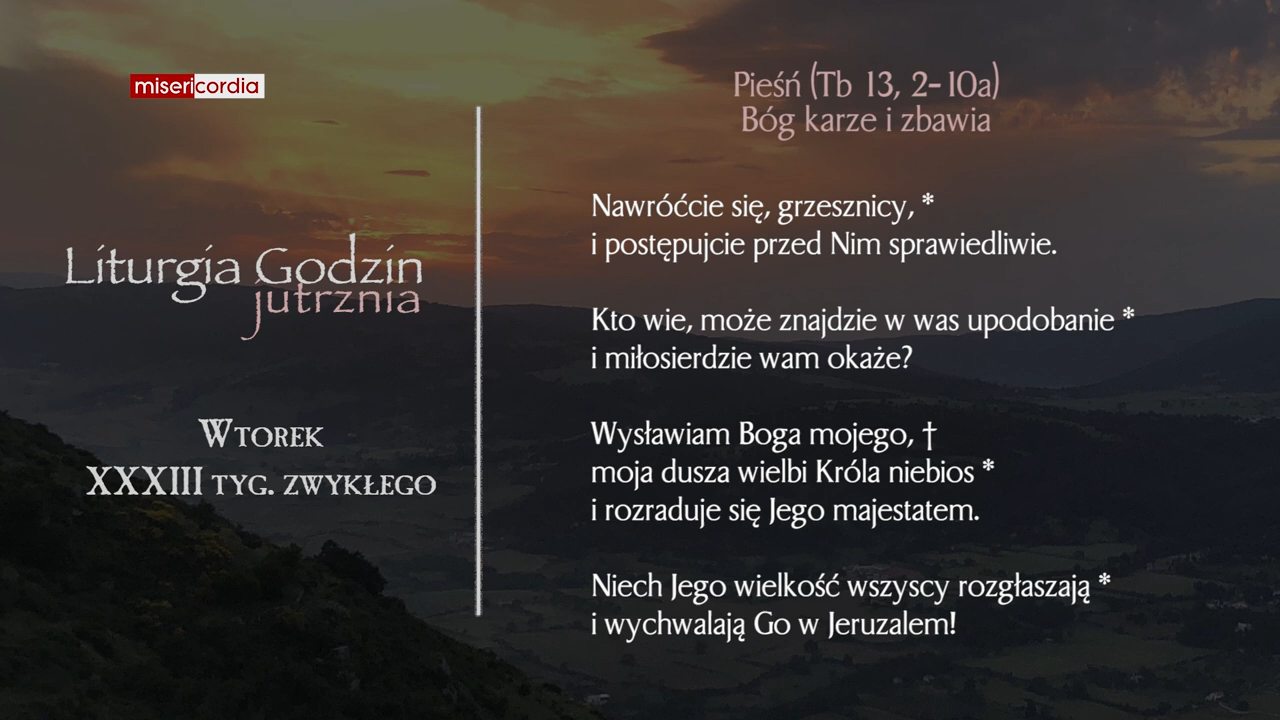 misericordia
Liturgia Godzin
jutrznia
Wtorek
XXXIII tyg. zwykłego
Pieśń (Tb 13, 2-10a)
Bóg karze i zbawia
Nawróćcie się, grzesznicy, *
i postępujcie przed Nim sprawiedliwie.
Kto wie, może znajdzie w was upodobanie *
i miłosierdzie wam okaże?
Wysławiam Boga mojego, †
moja dusza wielbi Króla niebios *
i rozraduje się Jego majestatem.
Niech Jego wielkość wszyscy rozgłaszają *
i wychwalają Go w Jeruzalem!